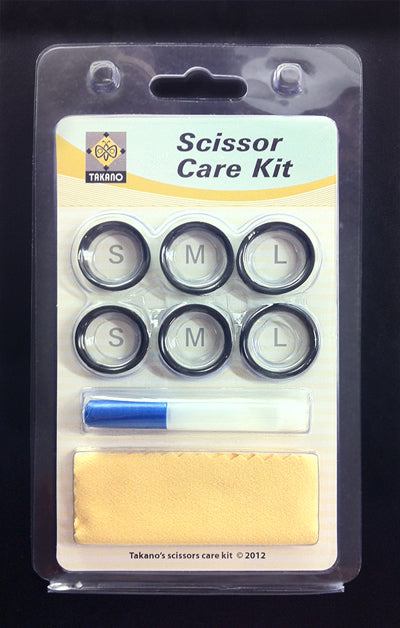 Scissor
Care Kit
TAKANO
S M L
S M L
Takano's scissors care kit © 2012